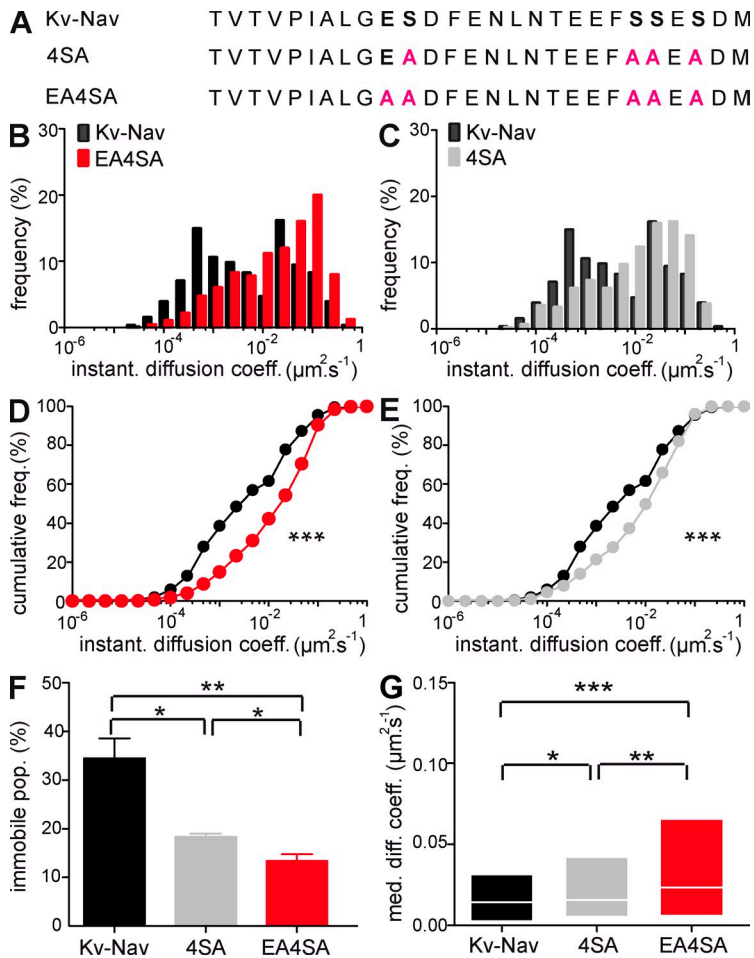 A
Kv-Nav TVTVPIALGESDFENLNTEEFSSESDM
4SA TVTVPIALGEADFENLNTEEFAAEADM
EA4SA TVTVPIALGAADFENLNTEEFAAEADM
B
Kv-Nav
EA4SA
frequency (%)
30
20
10
0
10-6 10-4 10-2 1
instant. diffusion coeff. (µm².s-1)
C
Kv-Nav
4SA
frequency (%)
30
20
10
0
10-6 10-4 10-2 1
instant. diffusion coeff. (µm².s-1)
D
cumulative freq. (%)
100
80
60
40
20
0
***
10-6 10-4 10-2 1
instant. diffusion coeff. (µm².s-1)
E
cumulative freq. (%)
100
80
60
40
20
0
***
10-6 10-4 10-2 1
instant. diffusion coeff. (µm².s-1)
F
immobile pop. (%)
50
40
30
20
10
0
**
* *
Kv-Nav 4SA EA4SA
G
med. diff. coeff. (µm².s-1)
0.15
0.10
0.05
0.00
***
* **
Kv-Nav 4SA EA4SA